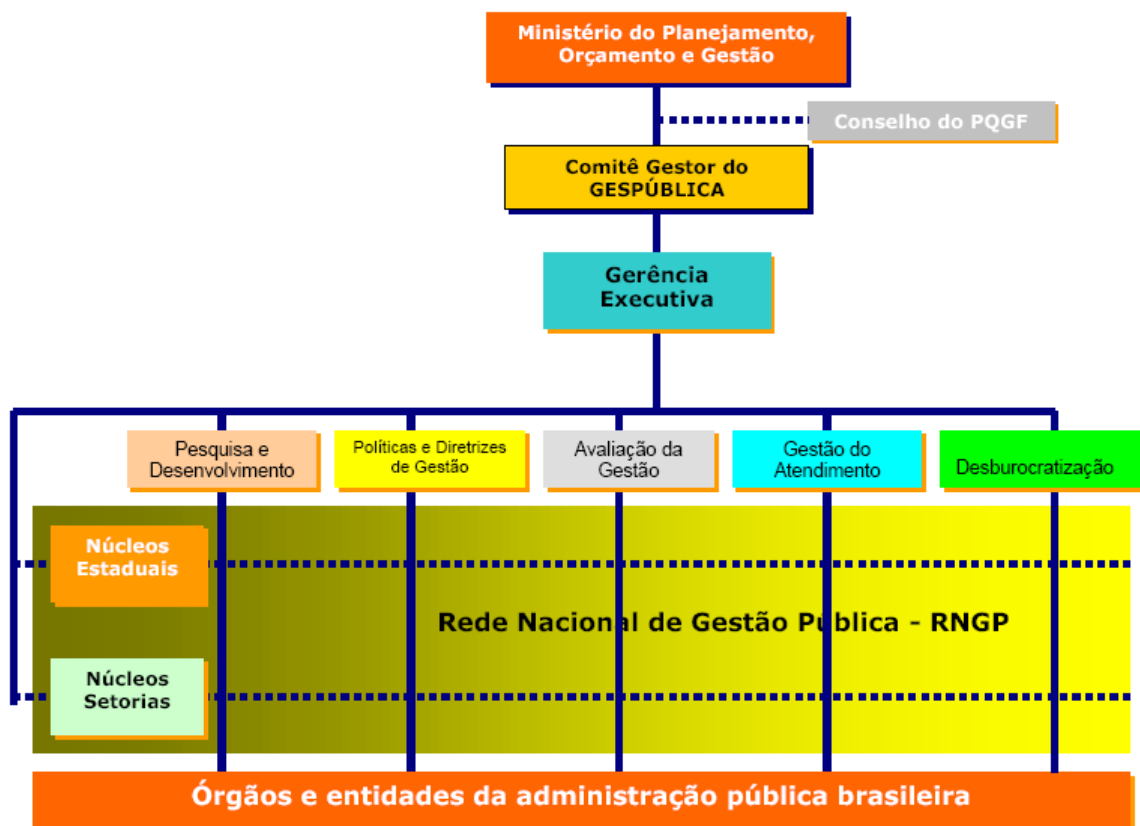 Ministério do Planejamento,
Orçamento e Gestão
Conselho do PQGF
Comitê Gestor do
GESPÚBLICA
Gerência
Executiva
Pesquisa e
Desenvolvimento
Políticas e Diretrizes
de Gestão
Avaliação da
Gestão
Gestão do
Atendimento
Desburocratização
Núcleos
Estaduais
Rede Nacional de Gestão Pública - RNGP
Núcleos
Setorias
Órgãos e entidades da administração pública brasileira